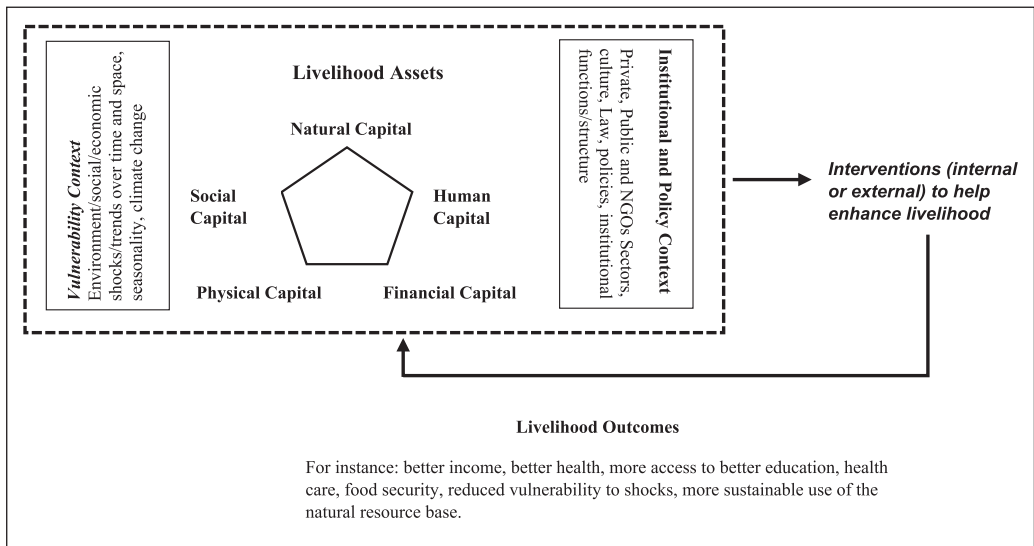 Vulnerability Context
Environment/social/economic
shocks/trends over time and space,
seasonality, climate change
Livelihood Assets
Natural Capital
Social
Capital
Human
Capital
Physical Capital
Financial Capital
Institutional and Policy Context
Private, Public and NGOs Sectors,
culture, Law, policies, institutional
functions/structure
Interventions (internal
or external) to help
enhance livelihood
Livelihood Outcomes
For instance: better income, better health, more access to better education, health
care, food security, reduced vulnerability to shocks, more sustainable use of the
natural resource base.